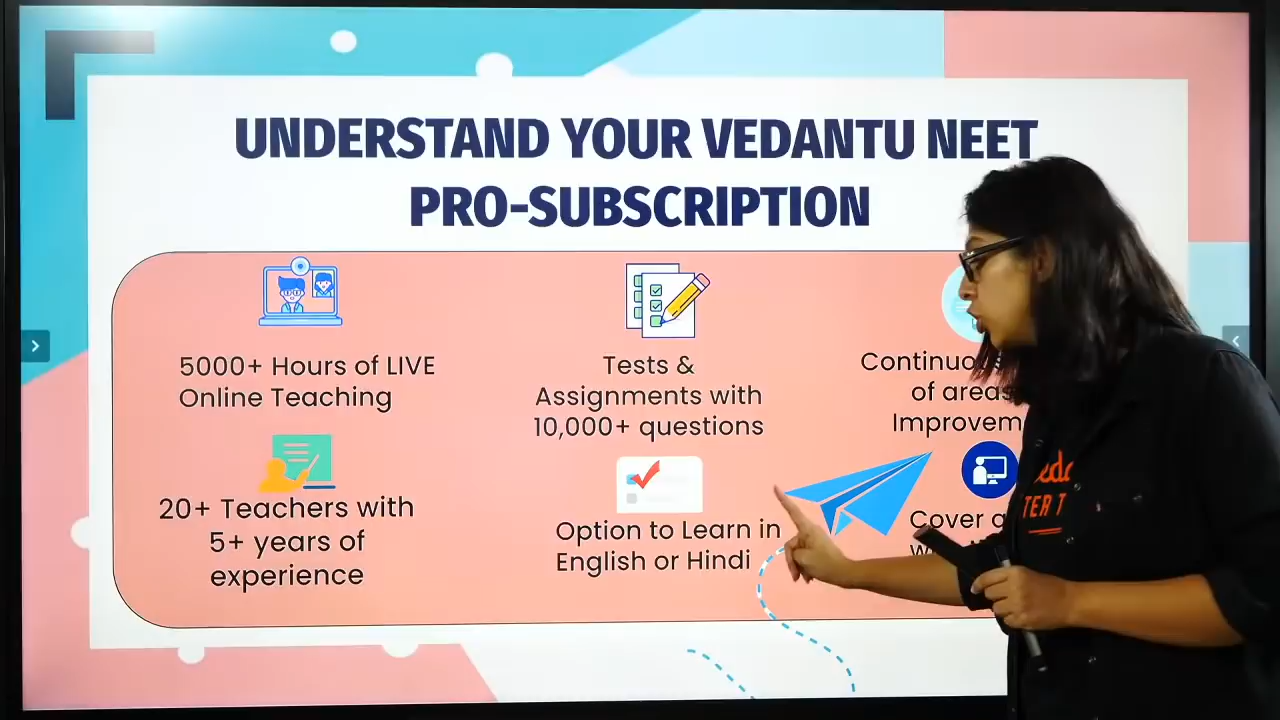 UNDERSTAND YOUR VEDANTU NEET
PRO-SUBSCRIPTION
5000+ Hours of LIVE
Online Teaching
Tests &
Assignments with
10,000+ questions
of areas
20+ Teachers with
5+ years of
experience
Option to Learn in
English or Hindi
Cover